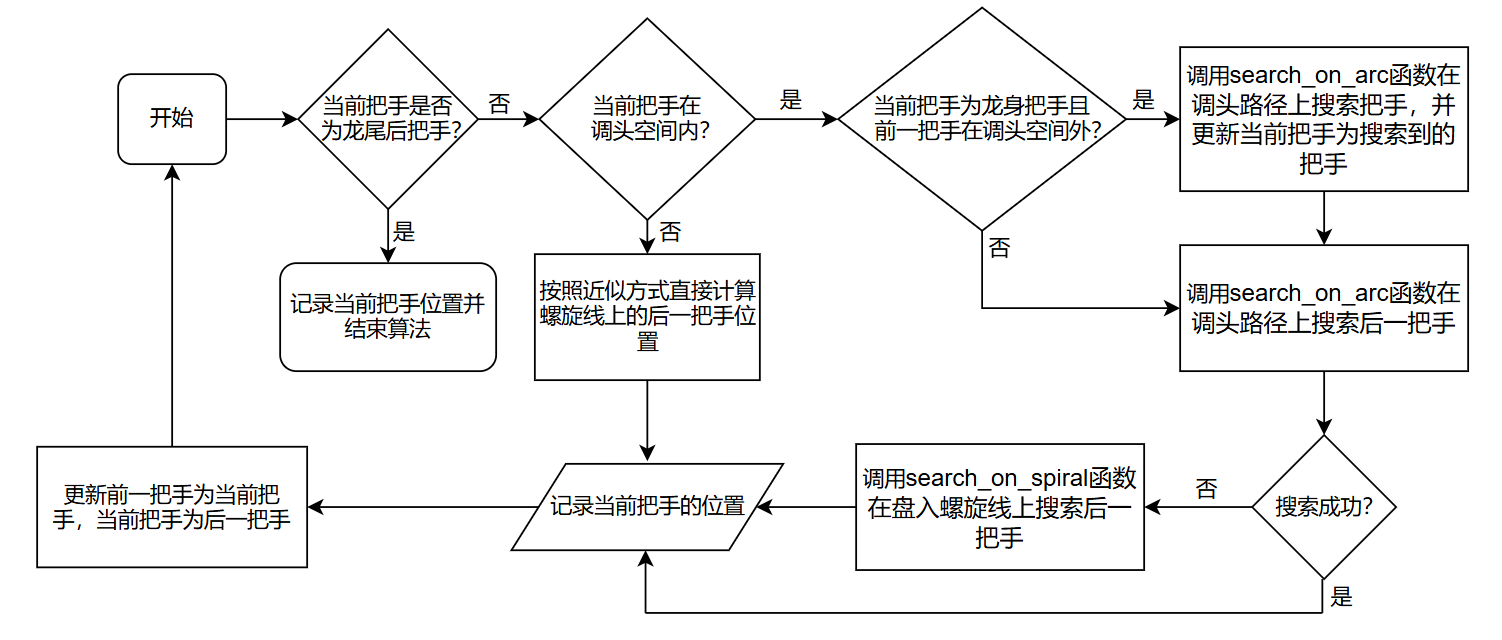 开始
当前把手是否
为龙尾后把手?
否
当前把手在
调头空间内?
是
当前把手为龙身把手且
前一把手在调头空间外?
是
调用search_on_arc函数在
调头路径上搜索把手，并
更新当前把手为搜索到的
把手
是
记录当前把手位置并
结束算法
否
按照近似方式直接计算
螺旋线上的后一把手位
置
否
调用search_on_arc函数在
调头路径上搜索后一把手
更新前一把手为当前把
手，当前把手为后一把手
记录当前把手的位置
调用search_on_spiral函数
在盘入螺旋线上搜索后一
把手
否
搜索成功?
是